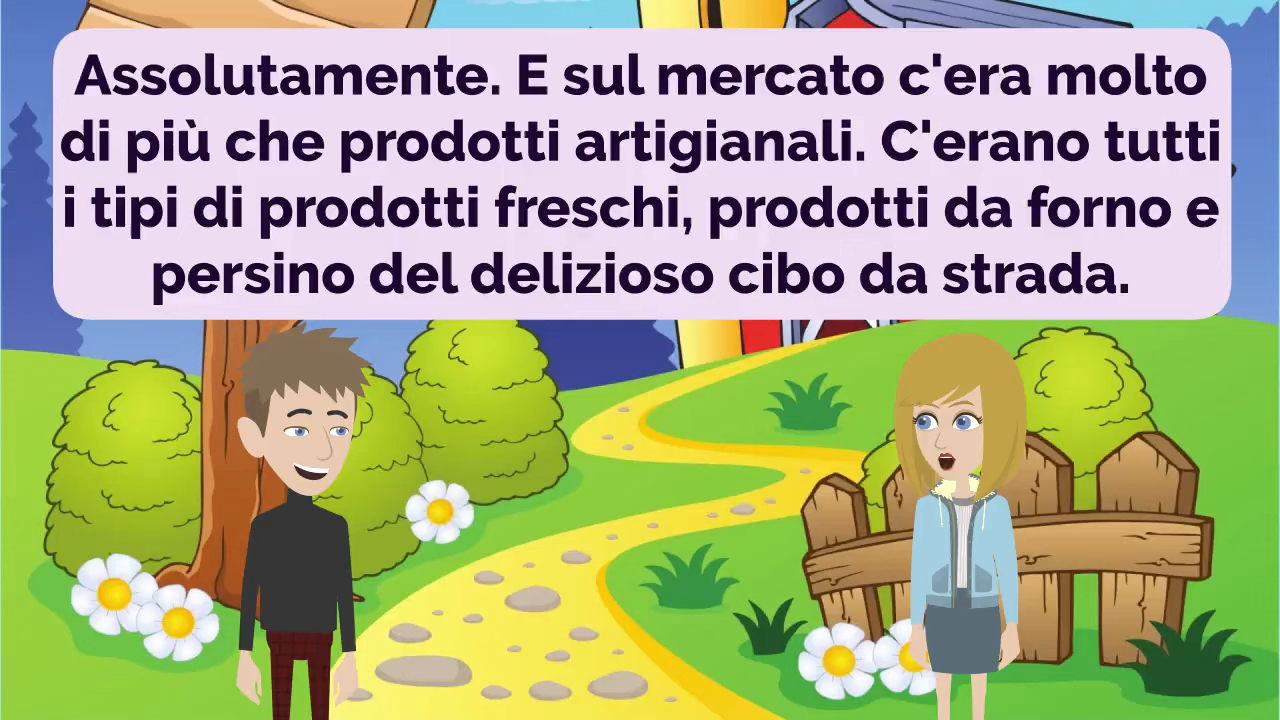 Assolutamente. E sul mercato c'era molto
di più che prodotti artigianali. C'erano tutti
i tipi di prodotti freschi, prodotti da forno e
persino del delizioso cibo da strada.